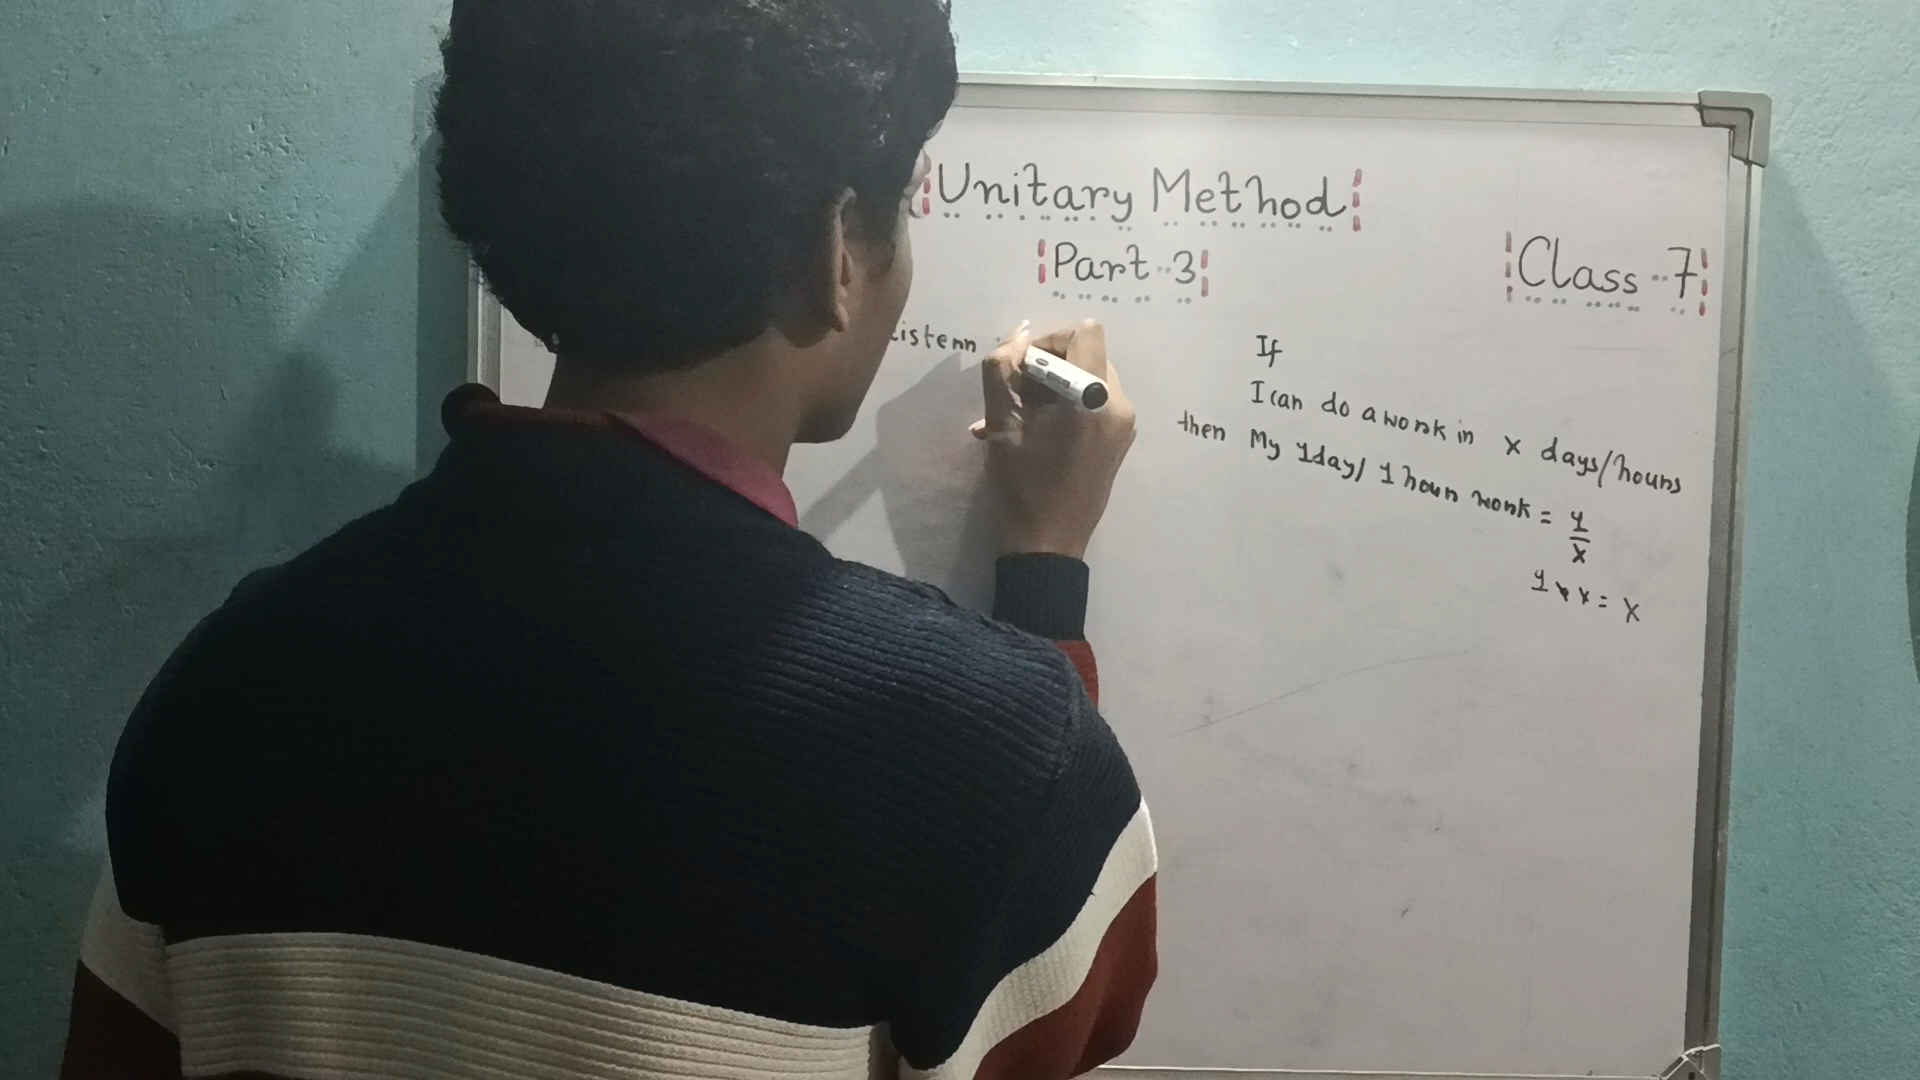 Unitary Method
Part-3
Class-7
istenn
If
I can do a work in x days/hours
then My 1day/ 1 hour work = 1/x
1 * x = x